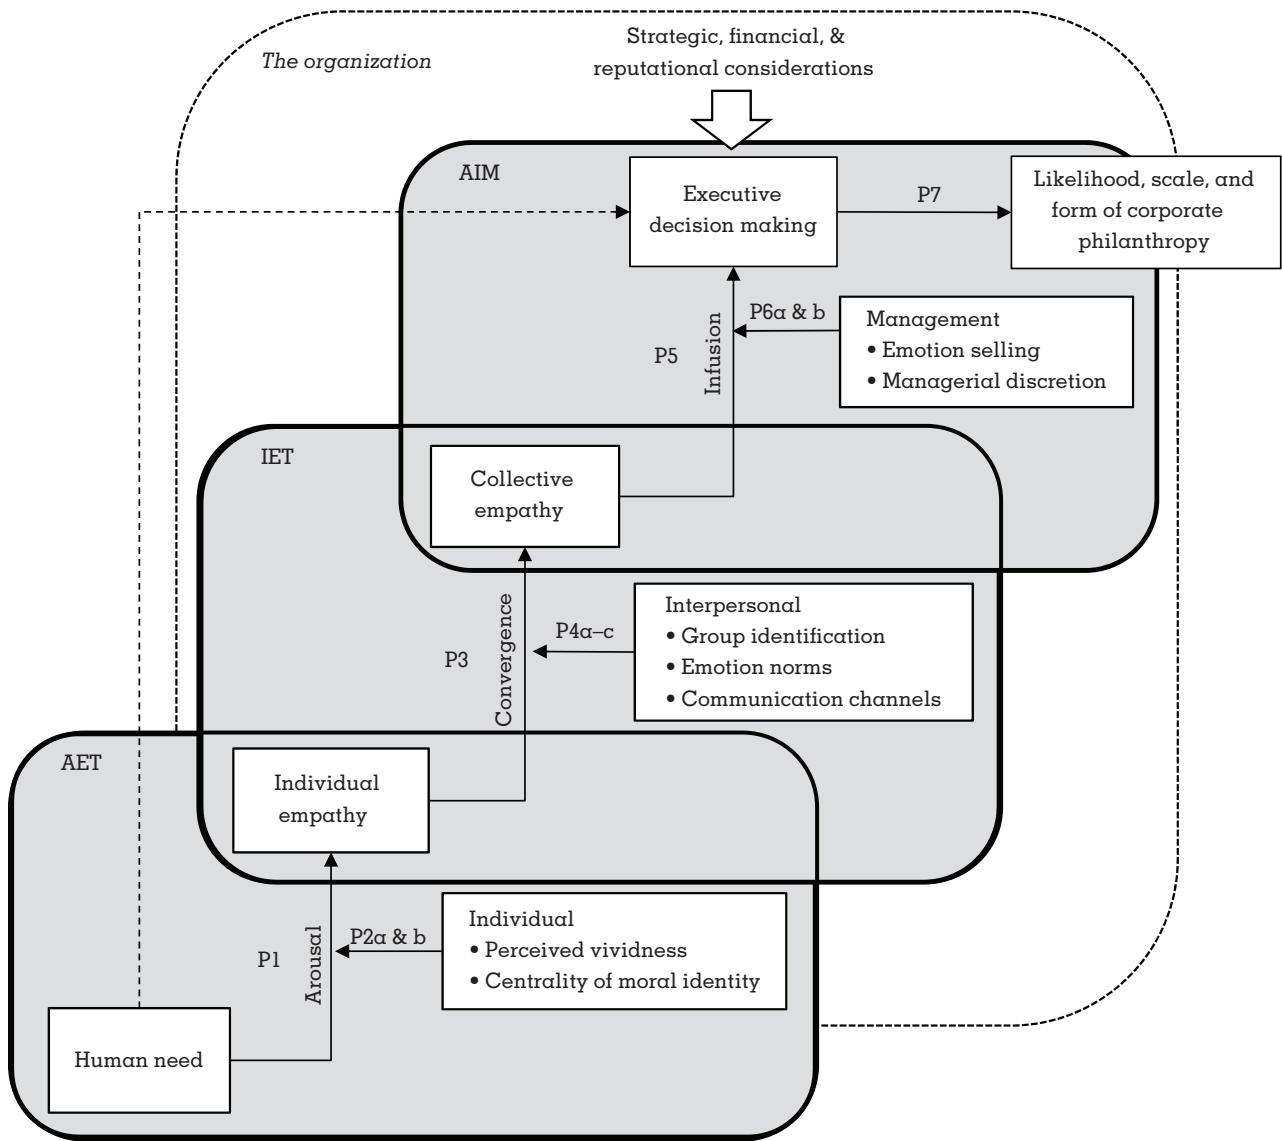 The organization
Strategic, financial, &
reputational considerations
AIM
Executive
decision making
P7
Likelihood, scale, and
form of corporate
philanthropy
P6a & b
Management
• Emotion selling
• Managerial discretion
P5
Infusion
IET
Collective
empathy
Interpersonal
• Group identification
• Emotion norms
• Communication channels
P4a–c
P3
Convergence
AET
Individual
empathy
Individual
• Perceived vividness
• Centrality of moral identity
P2a & b
P1
Arousal
Human need